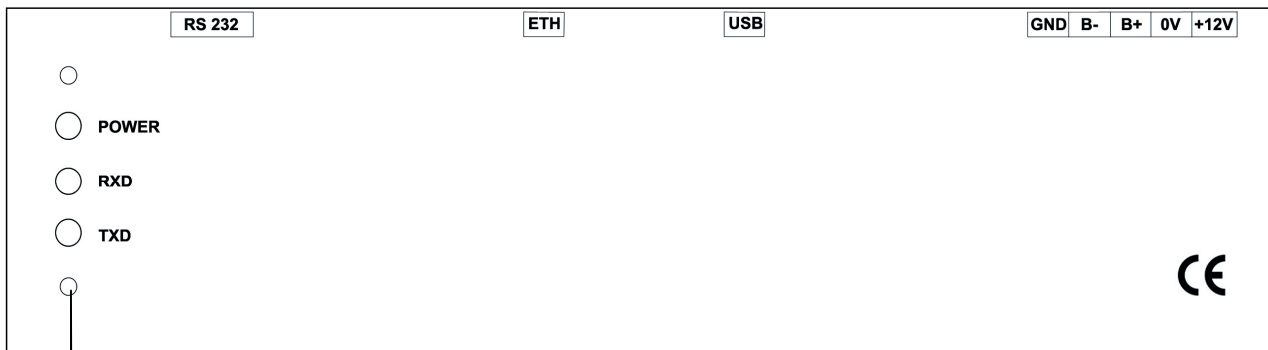 RS 232 ETH USB GND B- B+ 0V +12V
POWER
RXD
TXD
CE